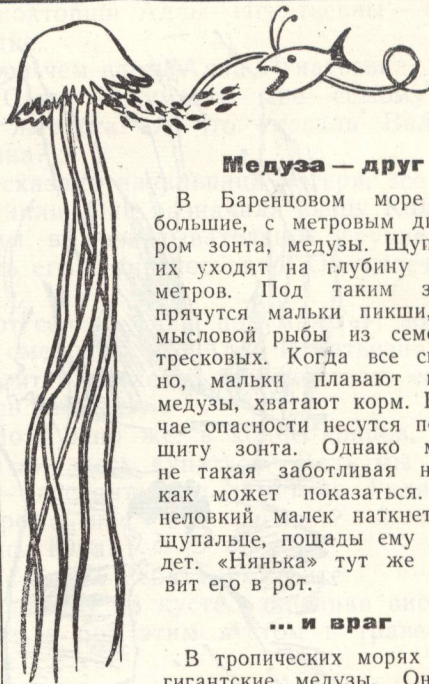 Медуза — друг
В Баренцовом море
большие, с метровым ди
ром зонта, медузы. Щуп
их уходят на глубину
метров. Под таким з
прячутся мальки пикши,
мысловой рыбы из сем
тресковых. Когда все сп
но, мальки плавают в
медузы, хватают корм. В
чае опасности несутся по
щиту зонта. Однако м
не такая заботливая н
как может показаться.
неловкий малек наткнет
щупальце, пощады ему
дет. «Нянька» тут же
вит его в рот.
... и враг
В тропических морях
гигантские медузы. Он